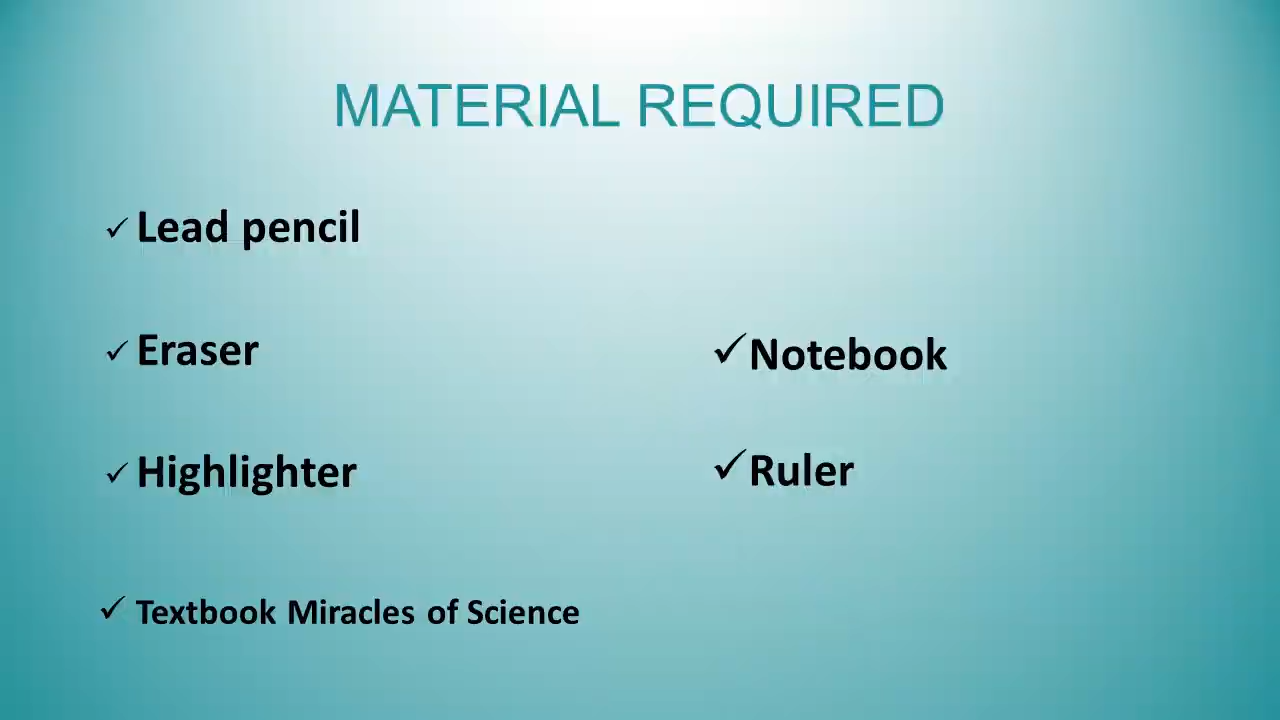 MATERIAL REQUIRED
✓ Lead pencil
✓ Eraser
✓ Highlighter
✓ Textbook Miracles of Science
✓ Notebook
✓ Ruler